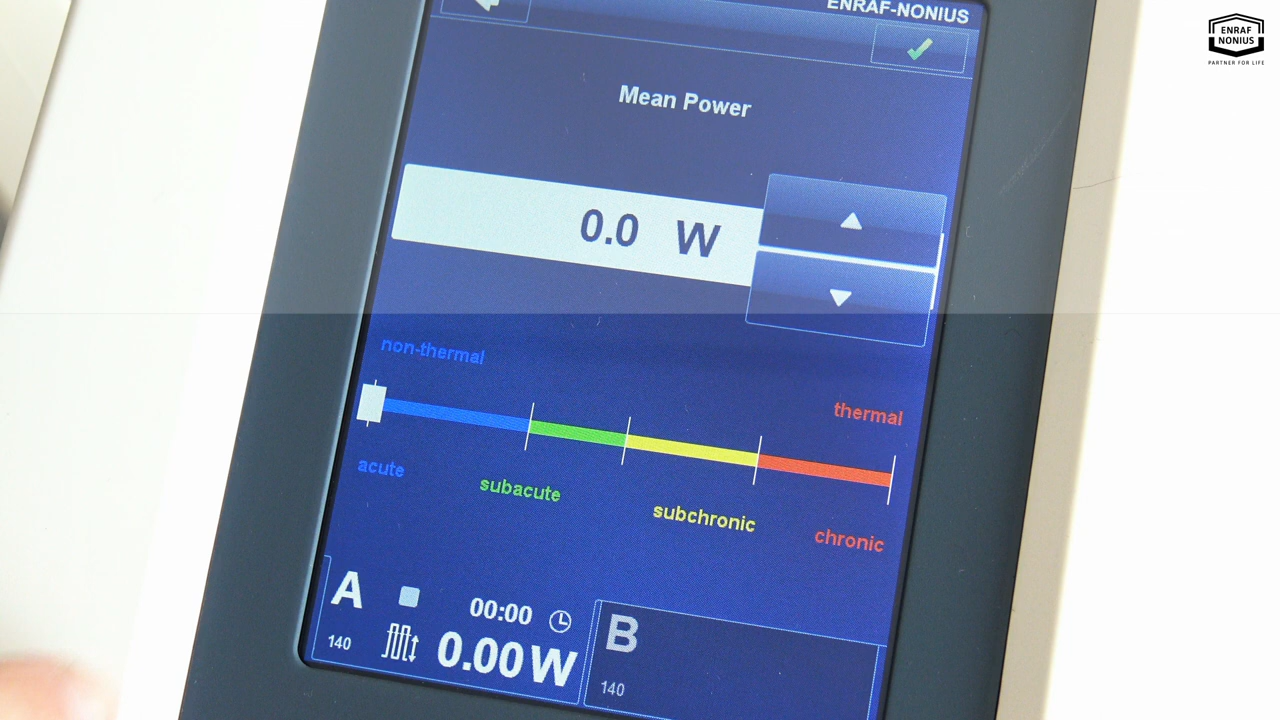 ENRAF-NONIUS
ENRAF
NONIUS
PARTNER FOR LIFE
Mean Power
0.0 W
non-thermal
thermal
acute
subacute
subchronic
chronic
A
00:00
140
0.00 W
B
140